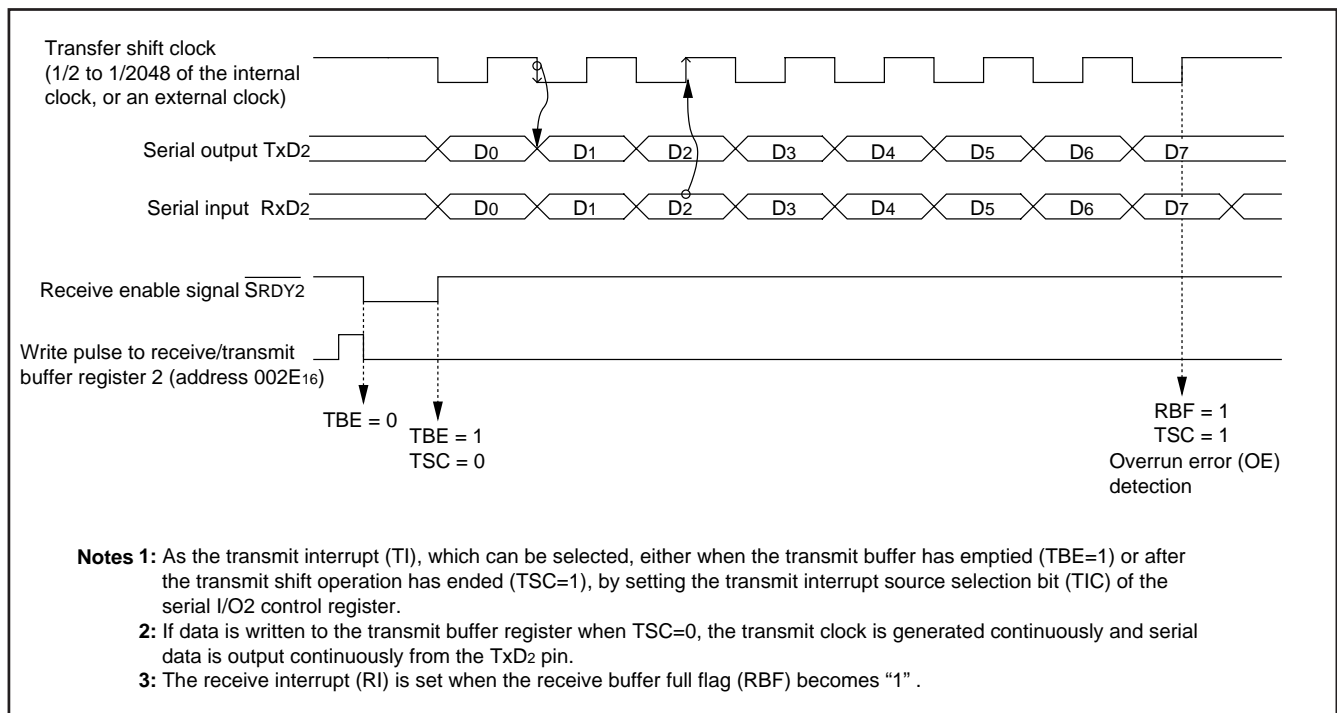 Transfer shift clock
(1/2 to 1/2048 of the internal
clock, or an external clock)
Serial output TxD2
D0 D1 D2 D3 D4 D5 D6 D7
Serial input RxD2
D0 D1 D2 D3 D4 D5 D6 D7
Receive enable signal SRDY2
Write pulse to receive/transmit
buffer register 2 (address 002E16)
TBE = 0
TBE = 1
TSC = 0
RBF = 1
TSC = 1
Overrun error (OE)
detection
Notes 1: As the transmit interrupt (TI), which can be selected, either when the transmit buffer has emptied (TBE=1) or after
the transmit shift operation has ended (TSC=1), by setting the transmit interrupt source selection bit (TIC) of the
serial I/O2 control register.
2: If data is written to the transmit buffer register when TSC=0, the transmit clock is generated continuously and serial
data is output continuously from the TxD2 pin.
3: The receive interrupt (RI) is set when the receive buffer full flag (RBF) becomes “1” .